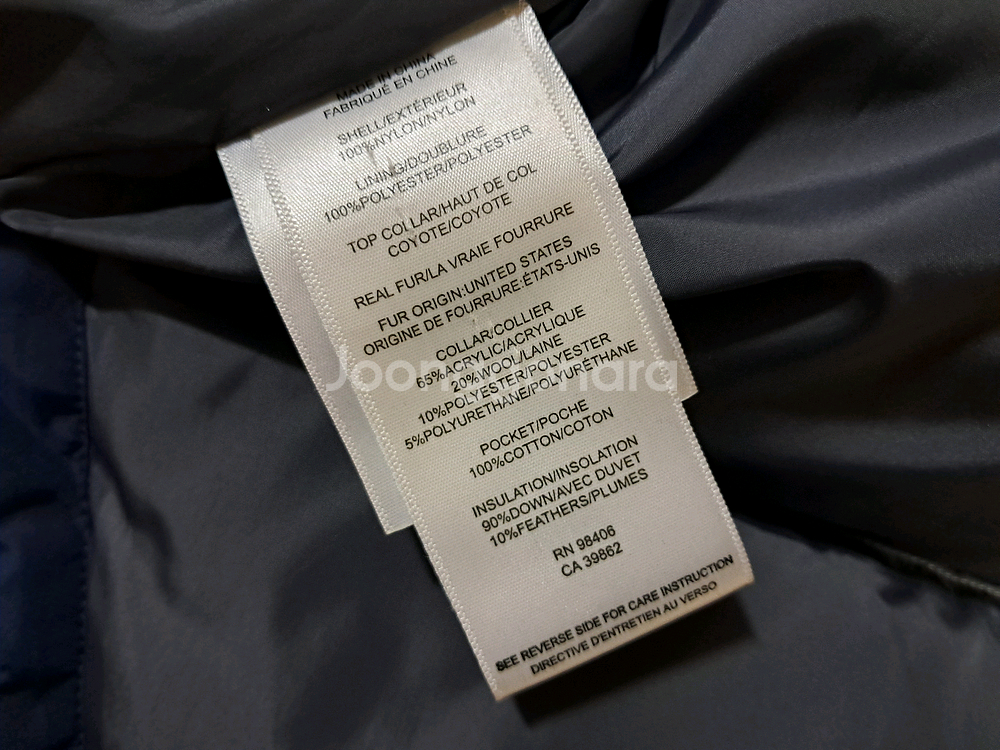 MADE IN CHINA
FABRIQUÉ EN CHINE
SHELL/EXTÉRIEUR
100%NYLON/NYLON
LINING/DOUBLURE
100%POLYESTER/POLYESTER
TOP COLLAR/HAUT DE COL
COYOTE/COYOTE
REAL FUR/LA VRAIE FOURRURE
FUR ORIGIN:UNITED STATES
ORIGINE DE FOURRURE:ÉTATS-UNIS
COLLAR/COLLIER
65%ACRYLIC/ACRYLIQUE
20%WOOL/LAINE
10%POLYESTER/POLYESTER
5%POLYURETHANE/POLYURÉTHANE
POCKET/POCHE
100%COTTON/COTON
INSULATION/INSOLATION
90%DOWN/AVEC DUVET
10%FEATHERS/PLUMES
RN 98406
CA 39862
SEE REVERSE SIDE FOR CARE INSTRUCTION
DIRECTIVE D'ENTRETIEN AU VERSO